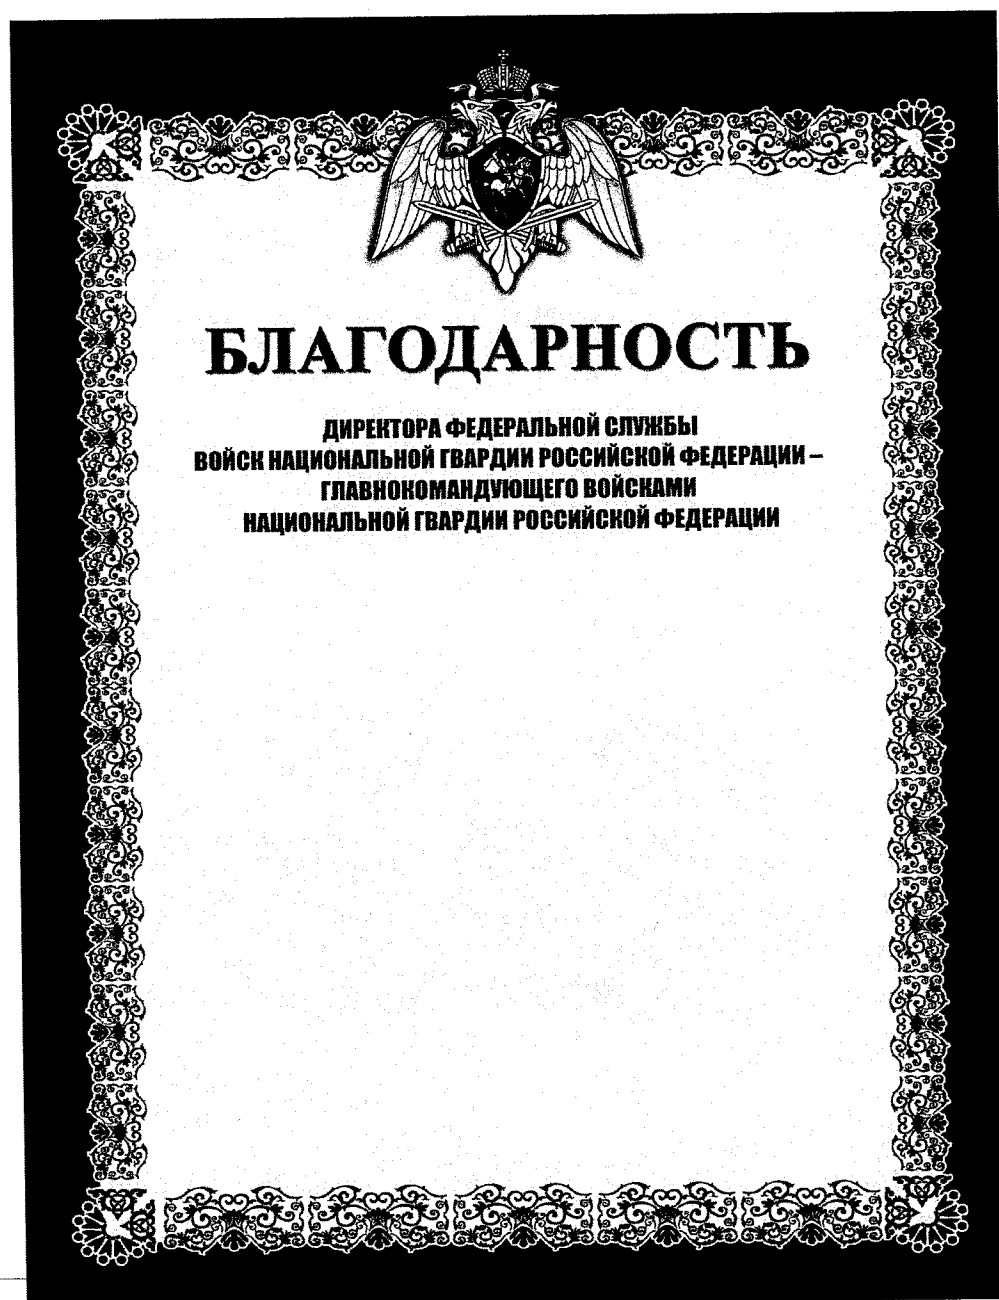 БЛАГОДАРНОСТЬ
ДИРЕКТОРА ФЕДЕРАЛЬНОЙ СЛУЖБЫ
ВОЙСК НАЦИОНАЛЬНОЙ ГВАРДИИ РОССИЙСКОЙ ФЕДЕРАЦИИ –
ГЛАВНОКОМАНДУЮЩЕГО ВОЙСКАМИ
НАЦИОНАЛЬНОЙ ГВАРДИИ РОССИЙСКОЙ ФЕДЕРАЦИИ